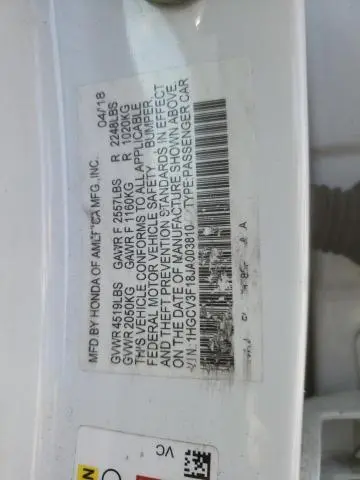 MFD BY HONDA OF AMERICA MFG., INC. 04/18
GVWR 4519LBS GAWR F 2557LBS R 2248LBS
GVWR 2050KG GAWR F 1160KG R 1020KG
THIS VEHICLE CONFORMS TO ALL APPLICABLE
FEDERAL MOTOR VEHICLE SAFETY, BUMPER,
AND THEFT PREVENTION STANDARDS IN EFFECT
ON THE DATE OF MANUFACTURE SHOWN ABOVE.
V.I.N.:1HGCV3F18JA003810 TYPE:PASSENGER CAR
VC